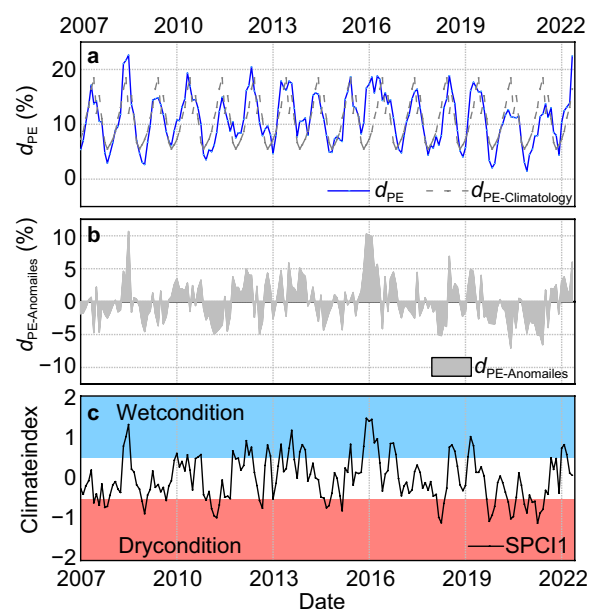 2007 2010 2013 2016 2019 2022
a
20
10
0
d_PE (%)
d_PE d_PE-Climatology
b
10
5
0
−5
−10
d_PE-Anomailes (%)
d_PE-Anomailes
c
2
1
0
−1
−2
Climateindex
Wetcondition
Drycondition
SPCI1
2007 2010 2013 2016 2019 2022
Date